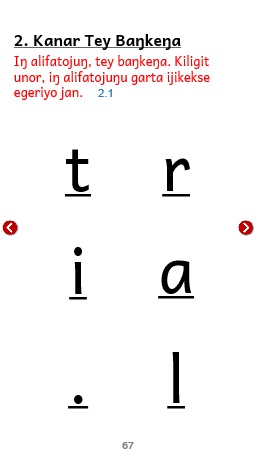 2. Kanar Tey Baŋkeŋa
Iŋ alifatojuŋ, tey baŋkeŋa. Kiligit
unor, iŋ alifatojuŋu garta ijikekse
egeriyo jan. 2.1
t r
i a
. l
67